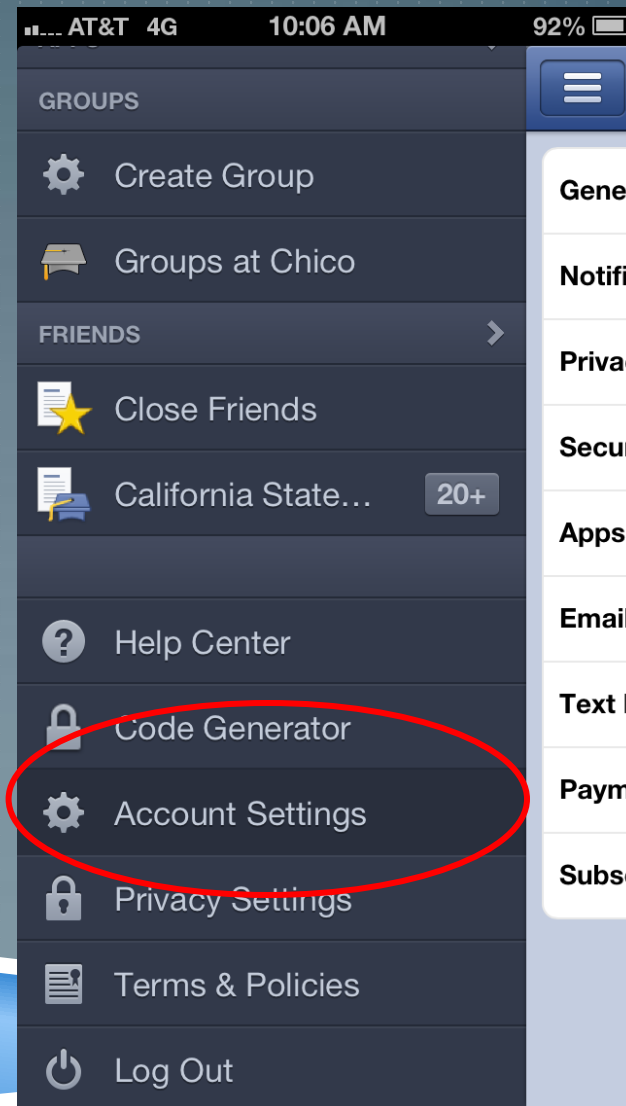 AT&T 4G 10:06 AM 92%
GROUPS
Create Group
Groups at Chico
FRIENDS
Close Friends
California State... 20+
Help Center
Code Generator
Account Settings
Privacy Settings
Terms & Policies
Log Out
Gene
Notifi
Priva
Secu
Apps
Email
Text
Paym
Subs